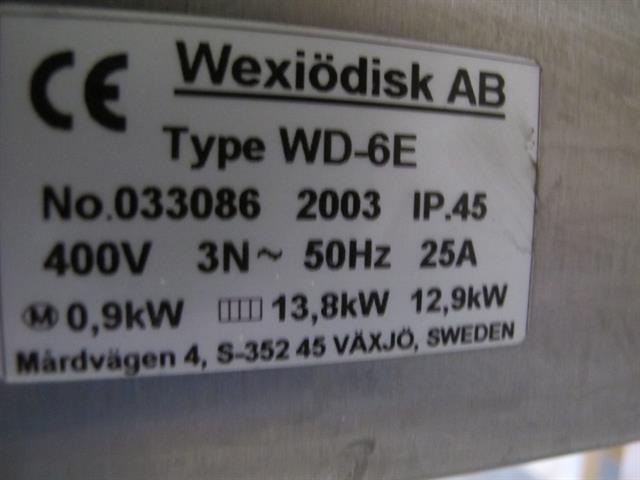 CE Wexiödisk AB
Type WD-6E
No.033086 2003 IP.45
400V 3N~ 50Hz 25A
M 0,9kW 13,8kW 12,9kW
Mårdvägen 4, S-352 45 VÄXJÖ, SWEDEN